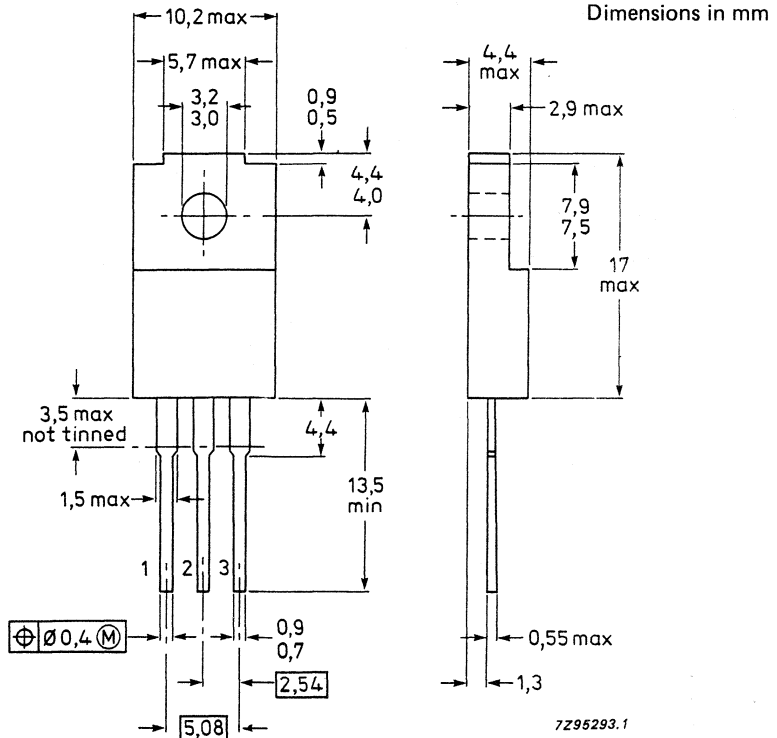 Dimensions in mm
10,2 max
5,7 max
3,2
3,0
0,9
0,5
4,4
4,0
4,4
max
2,9 max
7,9
7,5
17
max
3,5 max
not tinned
4,4
1,5 max
13,5
min
1 2 3
⌖ Ø 0,4 Ⓜ
0,9
0,7
2,54
5,08
0,55 max
1,3
7Z95293.1